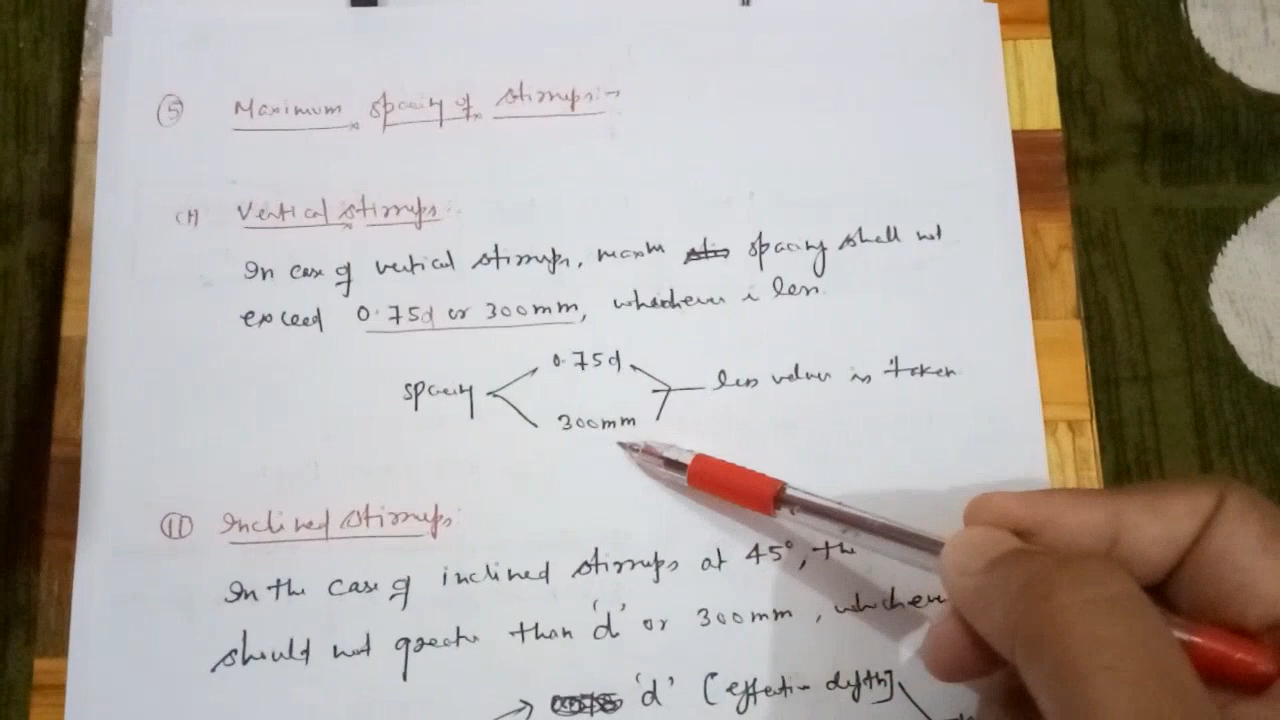 ⑤ Maximum spacing of stirrups :-
(I) Vertical stirrups :-
In case of vertical stirrups, maxm spacing shall not
exceed 0.75d or 300mm, whichever is less.
0.75d
spacing less value is taken
300mm
(II) Inclined stirrups :
In the case of inclined stirrups at 45°, the
should not greater than 'd' or 300mm, whichever
'd' [effective depth]